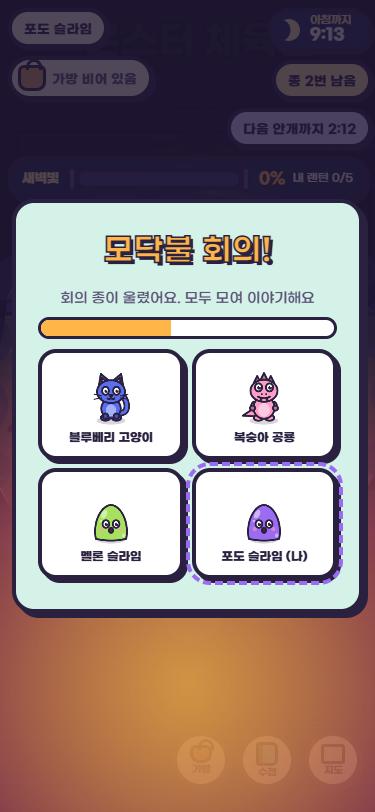 포도 슬라임
아침까지
9:13
가방 비어 있음
종 2번 남음
다음 안개까지 2:12
새벽빛
0%
내 랜턴 0/5
모닥불 회의!
회의 종이 울렸어요. 모두 모여 이야기해요
블루베리 고양이
복숭아 공룡
멜론 슬라임
포도 슬라임 (나)
가방
수첩
지도